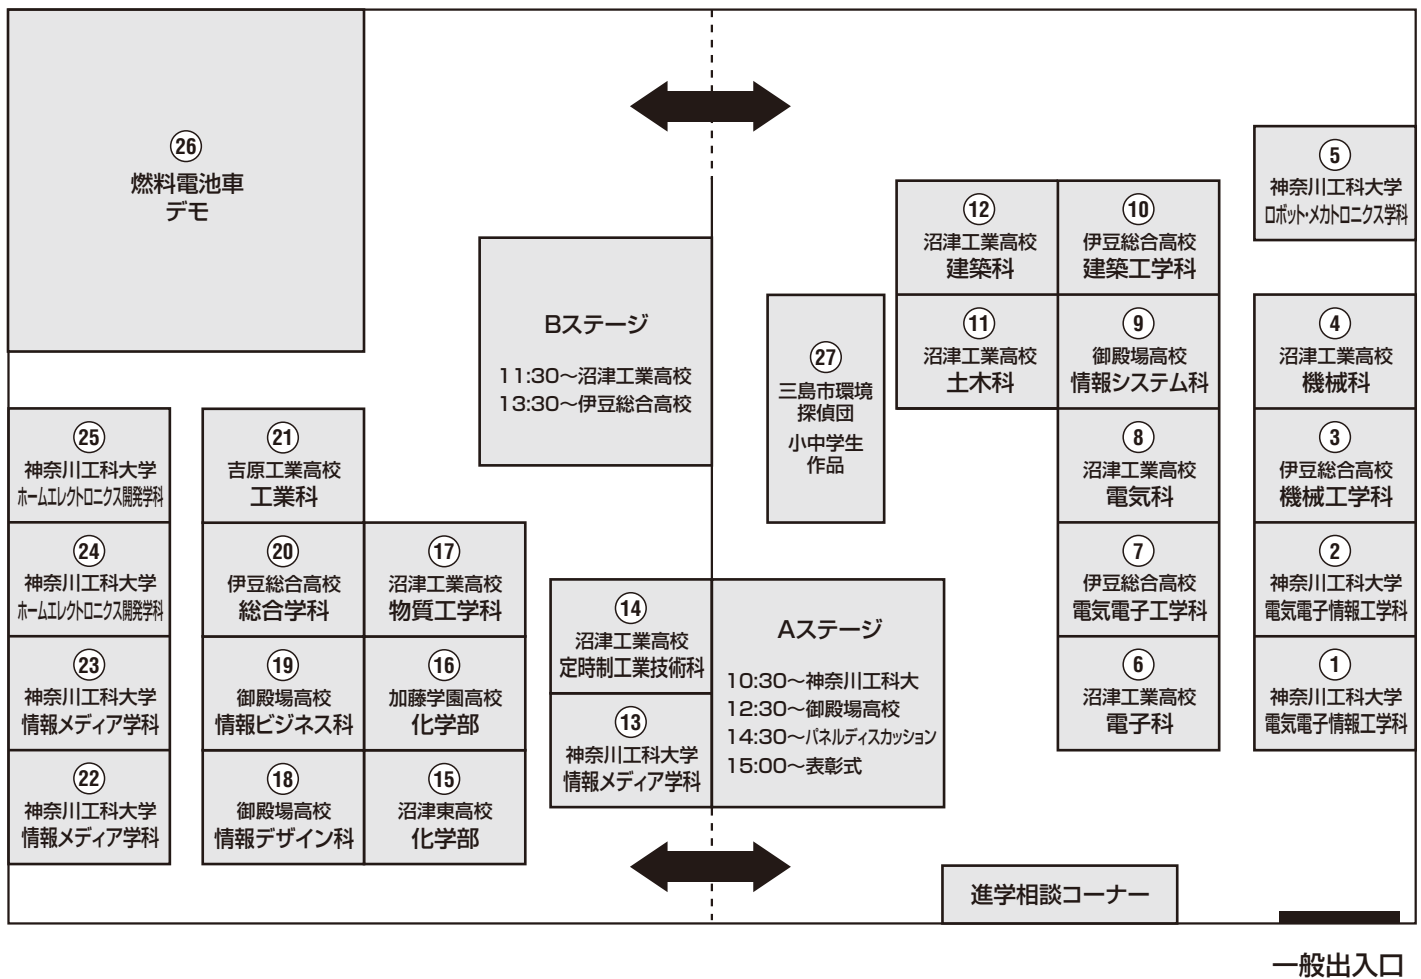 ㉖
燃料電池車
デモ
Bステージ
11:30～沼津工業高校
13:30～伊豆総合高校
㉕
神奈川工科大学
ホームエレクトロニクス開発学科
㉔
神奈川工科大学
ホームエレクトロニクス開発学科
㉓
神奈川工科大学
情報メディア学科
㉒
神奈川工科大学
情報メディア学科
㉑
吉原工業高校
工業科
⑳
伊豆総合高校
総合学科
⑲
御殿場高校
情報ビジネス科
⑱
御殿場高校
情報デザイン科
⑰
沼津工業高校
物質工学科
⑯
加藤学園高校
化学部
⑮
沼津東高校
化学部
⑭
沼津工業高校
定時制工業技術科
⑬
神奈川工科大学
情報メディア学科
Aステージ
10:30～神奈川工科大
12:30～御殿場高校
14:30～パネルディスカッション
15:00～表彰式
㉗
三島市環境
探偵団
小中学生
作品
⑫
沼津工業高校
建築科
⑪
沼津工業高校
土木科
⑩
伊豆総合高校
建築工学科
⑨
御殿場高校
情報システム科
⑧
沼津工業高校
電気科
⑦
伊豆総合高校
電気電子工学科
⑥
沼津工業高校
電子科
⑤
神奈川工科大学
ロボット・メカトロニクス学科
④
沼津工業高校
機械科
③
伊豆総合高校
機械工学科
②
神奈川工科大学
電気電子情報工学科
①
神奈川工科大学
電気電子情報工学科
進学相談コーナー
一般出入口